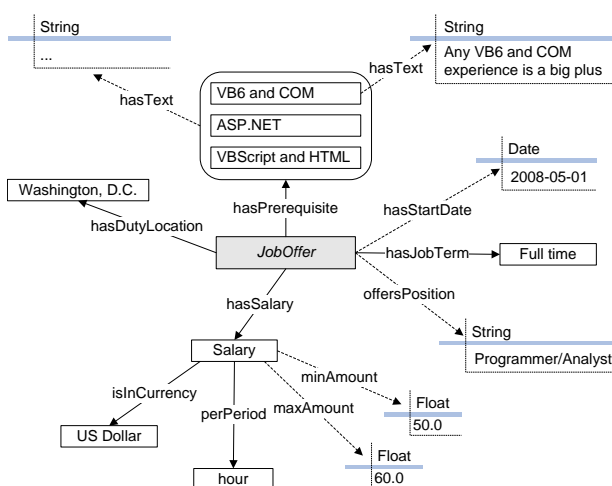 String
...
String
Any VB6 and COM
experience is a big plus
hasText
hasText
VB6 and COM
ASP.NET
VBScript and HTML
Date
2008-05-01
Washington, D.C.
hasDutyLocation
hasPrerequisite
hasStartDate
JobOffer
hasJobTerm
Full time
hasSalary
offersPosition
String
Programmer/Analyst
Salary
minAmount
isInCurrency
perPeriod
maxAmount
Float
50.0
US Dollar
Float
60.0
hour